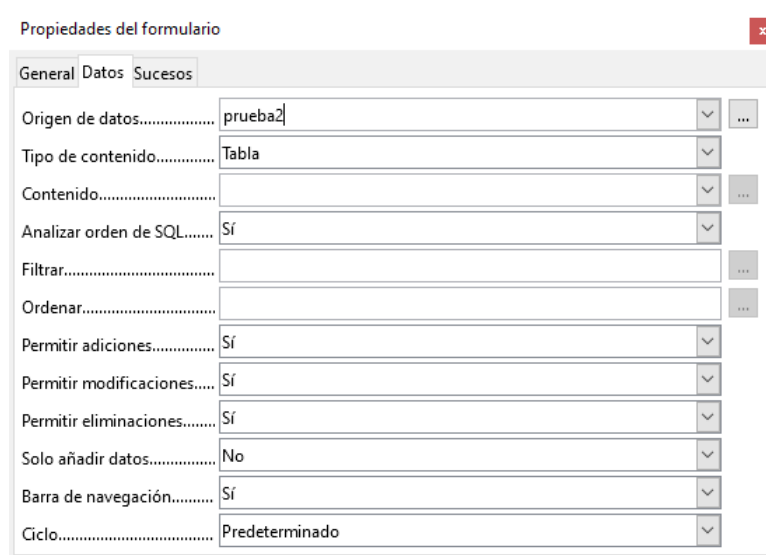 Propiedades del formulario
x
General Datos Sucesos
Origen de datos.................. prueba2 ...
Tipo de contenido.............. Tabla
Contenido............................ ...
Analizar orden de SQL....... Sí
Filtrar.................................... ...
Ordenar................................ ...
Permitir adiciones............... Sí
Permitir modificaciones..... Sí
Permitir eliminaciones........ Sí
Solo añadir datos................ No
Barra de navegación.......... Sí
Ciclo..................................... Predeterminado